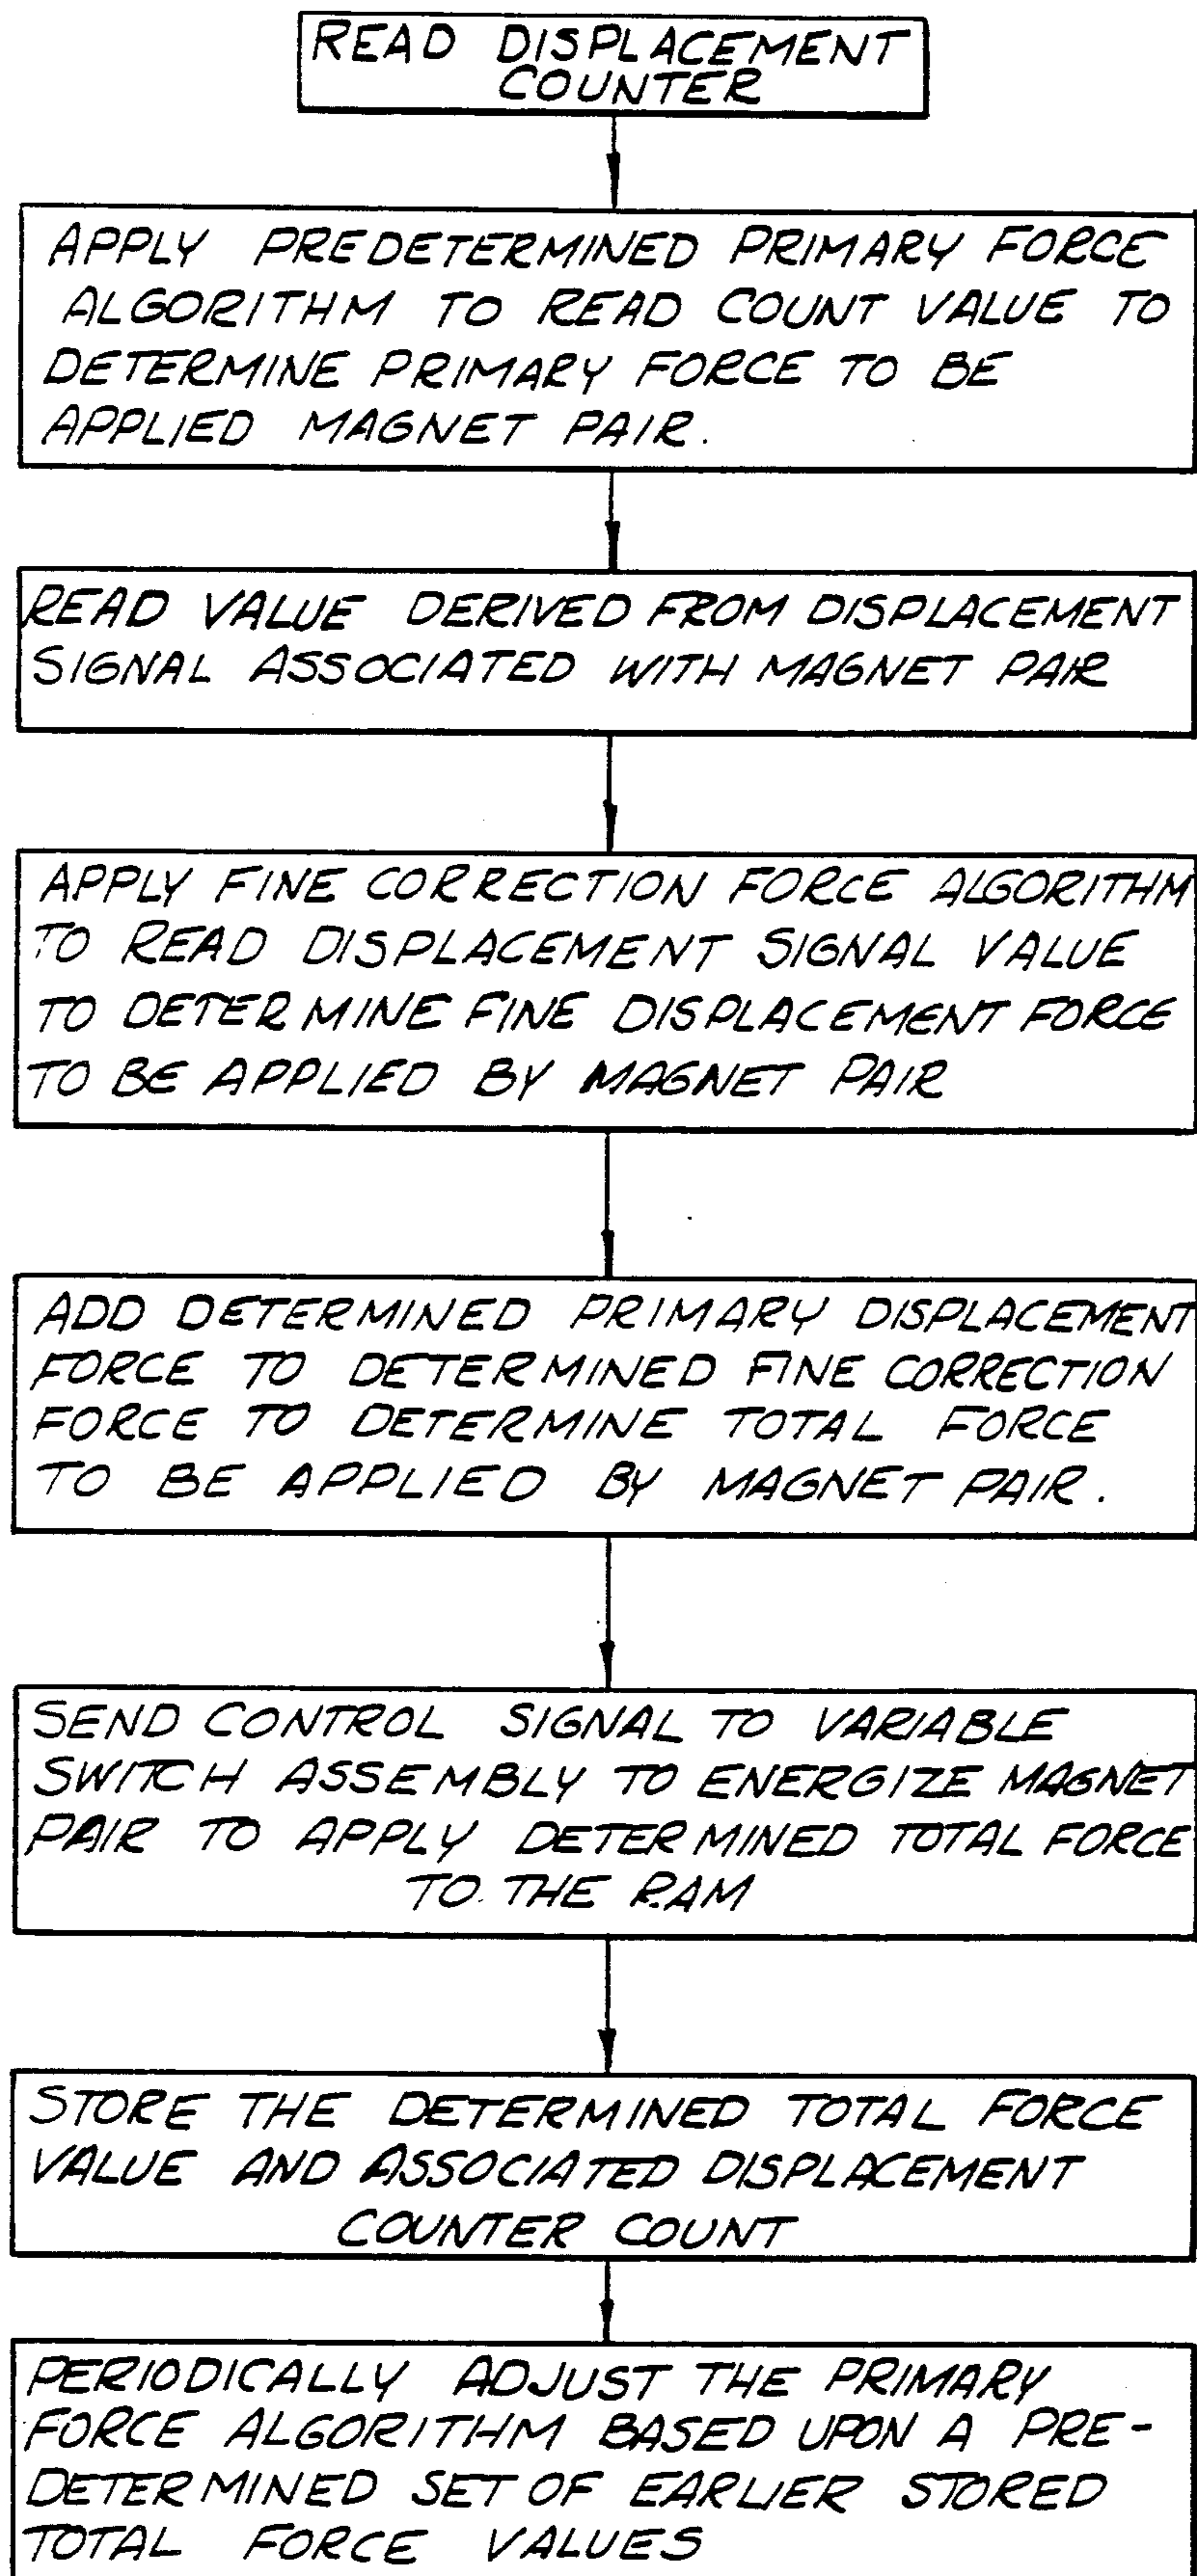 READ DISPLACEMENT
COUNTER
APPLY PREDETERMINED PRIMARY FORCE
ALGORITHM TO READ COUNT VALUE TO
DETERMINE PRIMARY FORCE TO BE
APPLIED MAGNET PAIR.
READ VALUE DERIVED FROM DISPLACEMENT
SIGNAL ASSOCIATED WITH MAGNET PAIR
APPLY FINE CORRECTION FORCE ALGORITHM
TO READ DISPLACEMENT SIGNAL VALUE
TO DETERMINE FINE DISPLACEMENT FORCE
TO BE APPLIED BY MAGNET PAIR
ADD DETERMINED PRIMARY DISPLACEMENT
FORCE TO DETERMINED FINE CORRECTION
FORCE TO DETERMINE TOTAL FORCE
TO BE APPLIED BY MAGNET PAIR.
SEND CONTROL SIGNAL TO VARIABLE
SWITCH ASSEMBLY TO ENERGIZE MAGNET
PAIR TO APPLY DETERMINED TOTAL FORCE
TO THE RAM
STORE THE DETERMINED TOTAL FORCE
VALUE AND ASSOCIATED DISPLACEMENT
COUNTER COUNT
PERIODICALLY ADJUST THE PRIMARY
FORCE ALGORITHM BASED UPON A PRE-
DETERMINED SET OF EARLIER STORED
TOTAL FORCE VALUES